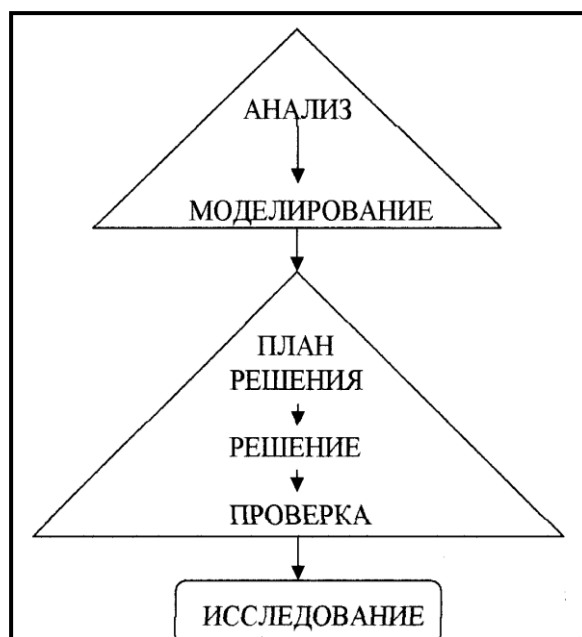 АНАЛИЗ
МОДЕЛИРОВАНИЕ
ПЛАН
РЕШЕНИЯ
РЕШЕНИЕ
ПРОВЕРКА
ИССЛЕДОВАНИЕ